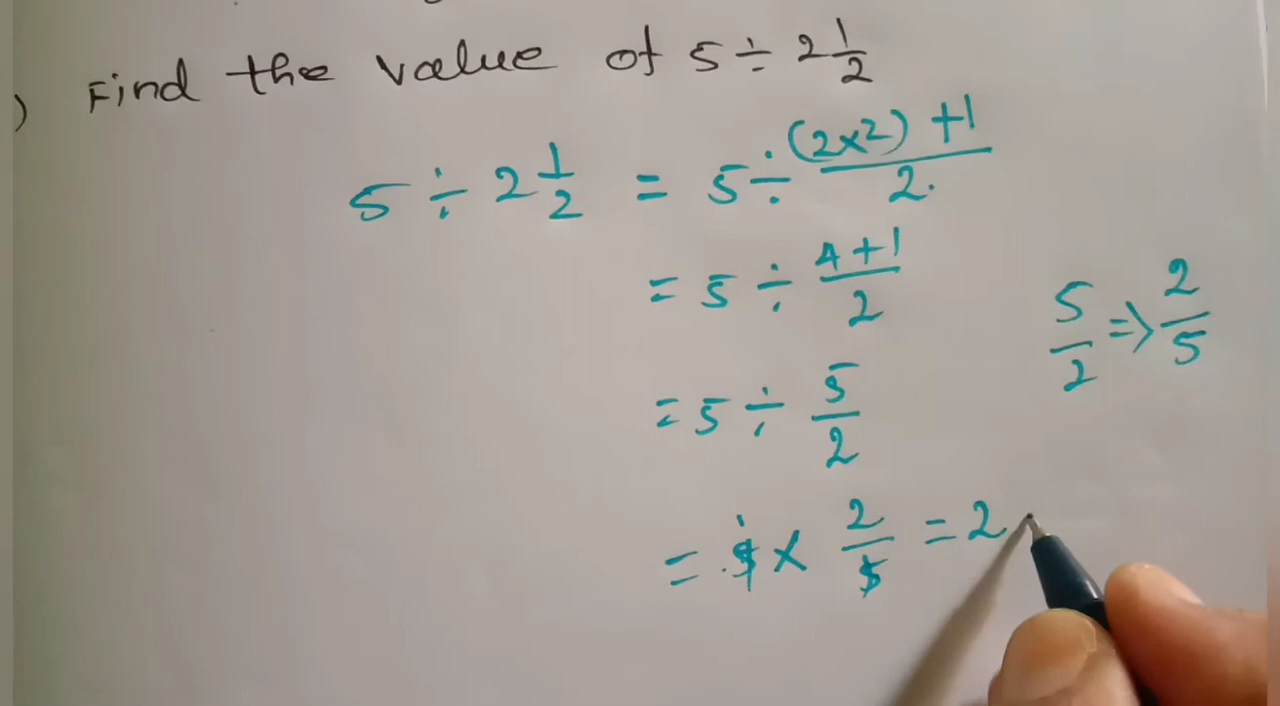 ) Find the value of 5 ÷ 2 1/2
5 ÷ 2 1/2 = 5 ÷ (2×2) +1/2.
= 5 ÷ 4+1/2
5/2 ⇒ 2/5
= 5 ÷ 5/2
= 5 1 × 2/5 = 2